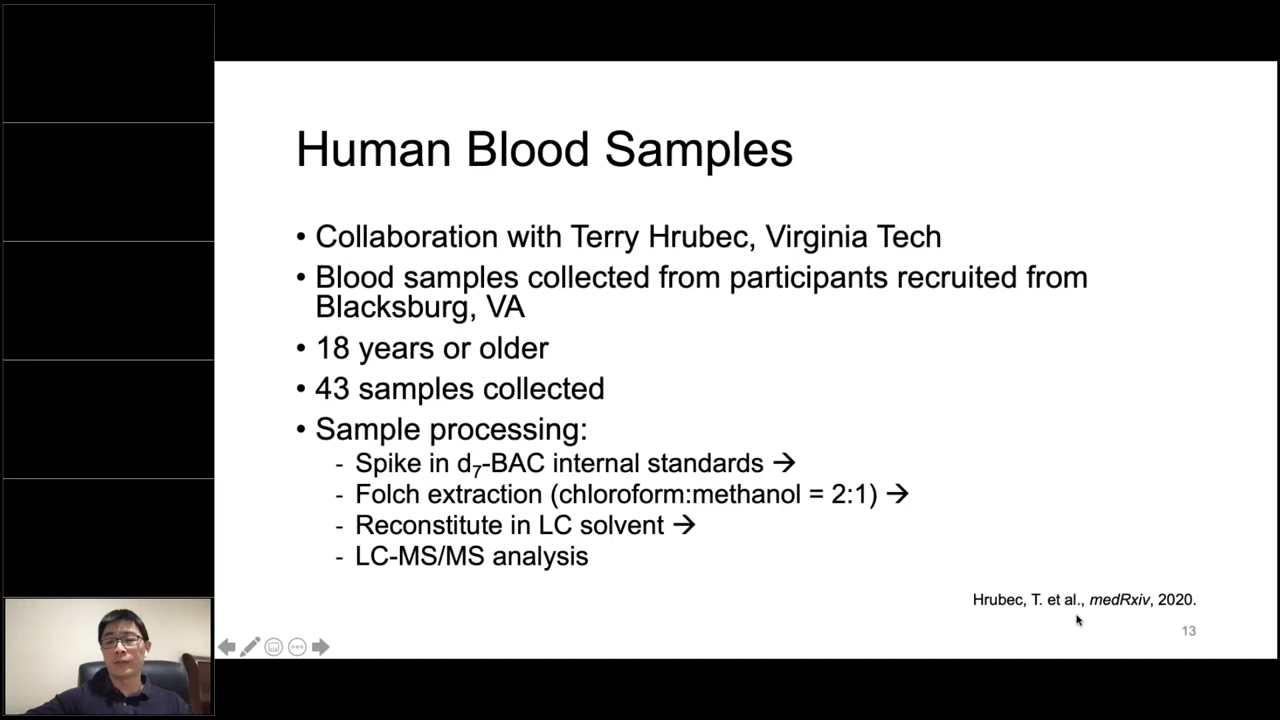 Human Blood Samples
• Collaboration with Terry Hrubec, Virginia Tech
• Blood samples collected from participants recruited from
Blacksburg, VA
• 18 years or older
• 43 samples collected
• Sample processing:
- Spike in d₇-BAC internal standards →
- Folch extraction (chloroform:methanol = 2:1) →
- Reconstitute in LC solvent →
- LC-MS/MS analysis
Hrubec, T. et al., medRxiv, 2020.
13